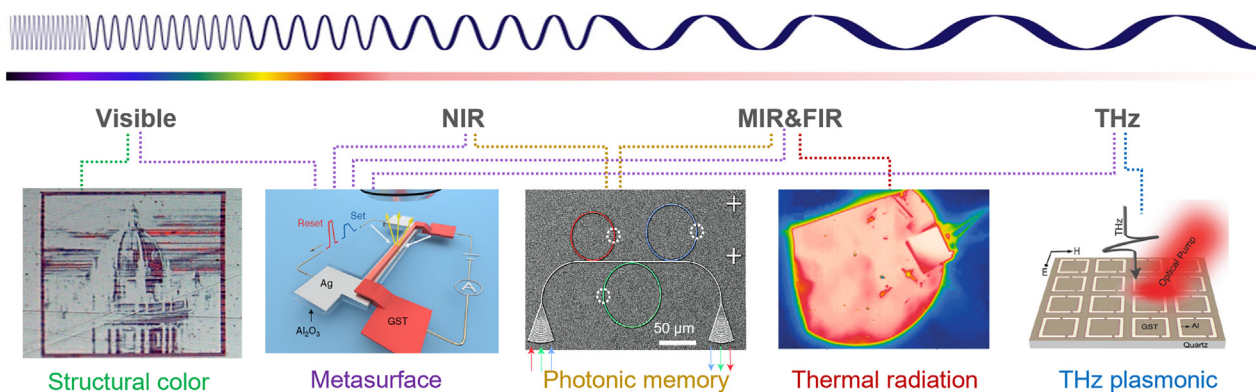 Visible NIR MIR&FIR THz
Reset
Set
Ag
Al₂O₃
GST
A
50 μm
THz
H
E
Optical Pump
GST
Al
Quartz
Structural color Metasurface Photonic memory Thermal radiation THz plasmonic